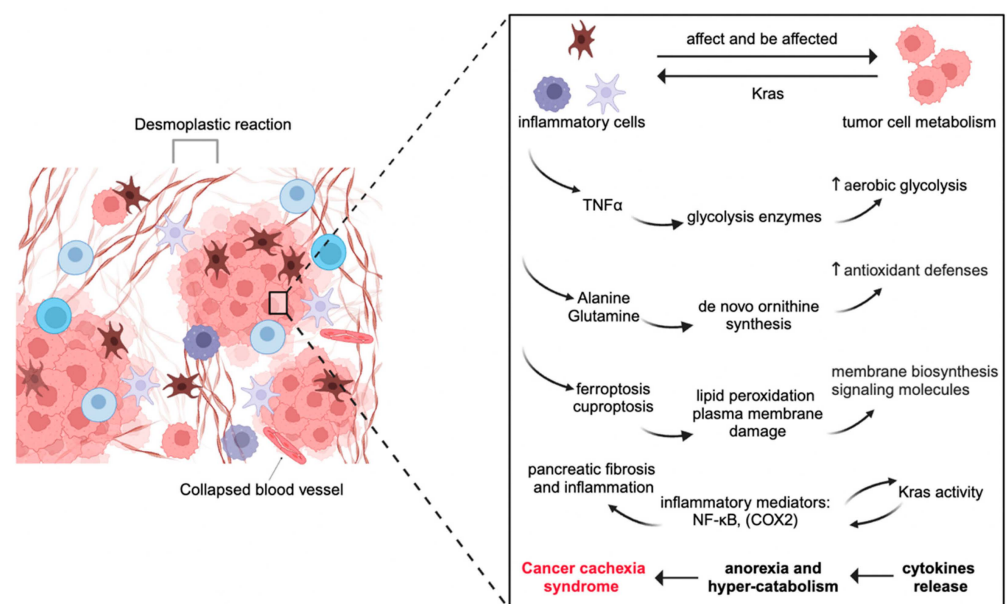 Desmoplastic reaction
Collapsed blood vessel
affect and be affected
Kras
inflammatory cells
tumor cell metabolism
TNFα
glycolysis enzymes
↑ aerobic glycolysis
Alanine
Glutamine
de novo ornithine
synthesis
↑ antioxidant defenses
ferroptosis
cuproptosis
lipid peroxidation
plasma membrane
damage
membrane biosynthesis
signaling molecules
pancreatic fibrosis
and inflammation
inflammatory mediators:
NF-κB, (COX2)
Kras activity
Cancer cachexia
syndrome
anorexia and
hyper-catabolism
cytokines
release